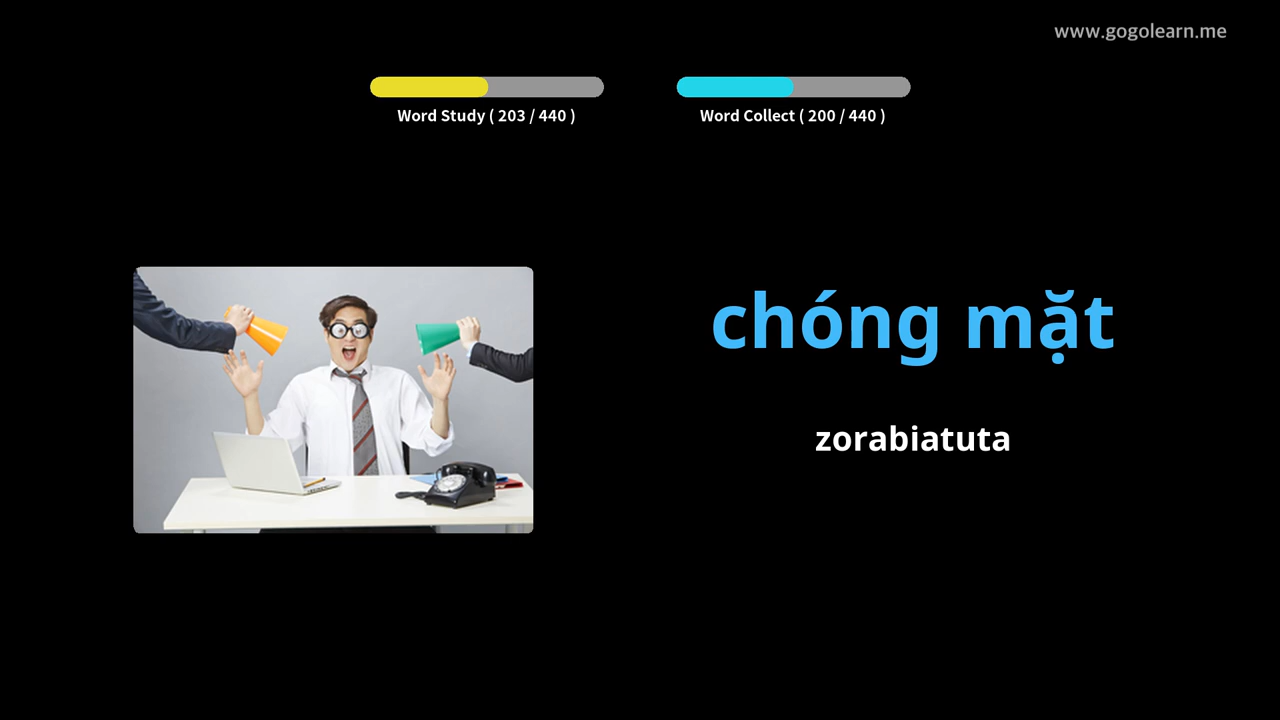 www.gogolearn.me
Word Study ( 203 / 440 )
Word Collect ( 200 / 440 )
chóng mặt
zorabiatuta